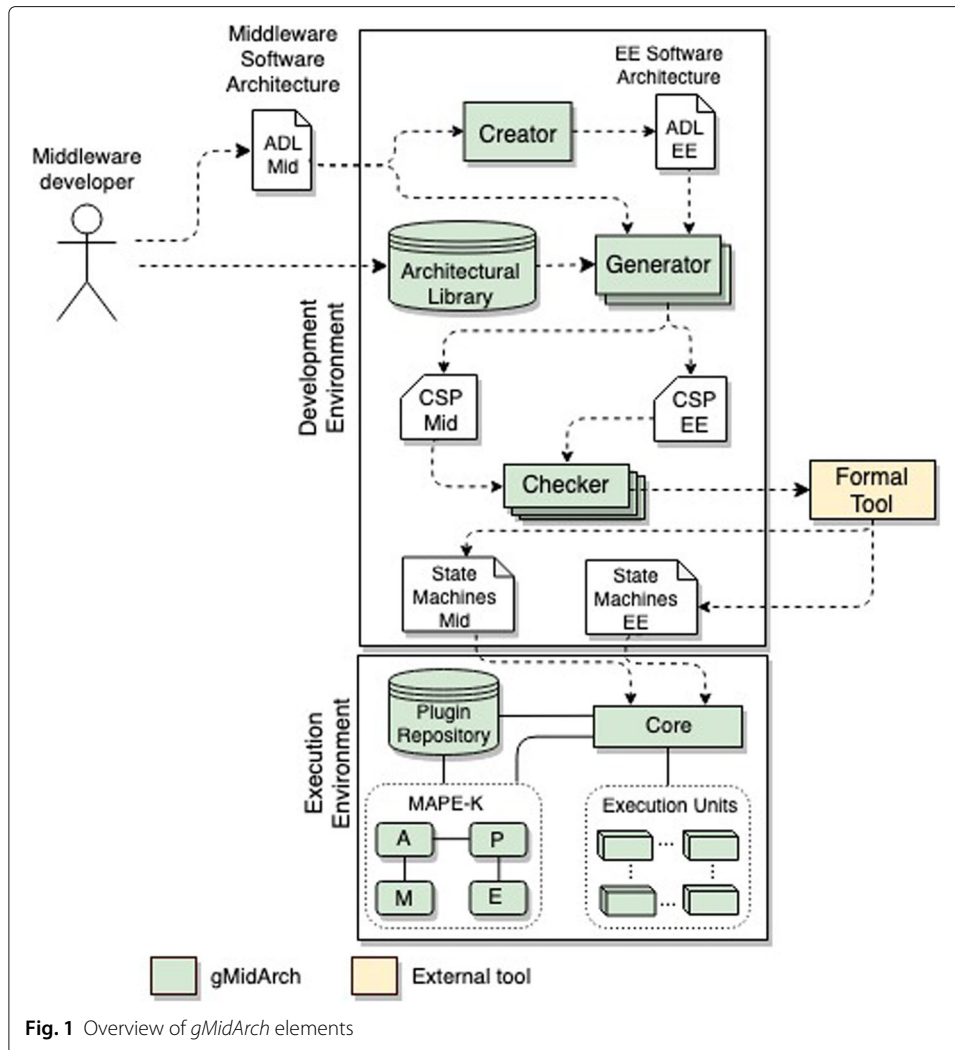 Middleware
Software
Architecture
EE Software
Architecture
ADL
Mid
Creator
ADL
EE
Middleware
developer
Architectural
Library
Generator
Development
Environment
CSP
Mid
CSP
EE
Checker
Formal
Tool
State
Machines
Mid
State
Machines
EE
Execution
Environment
Plugin
Repository
Core
MAPE-K
A
P
M
E
Execution Units
gMidArch
External tool
Fig. 1 Overview of gMidArch elements